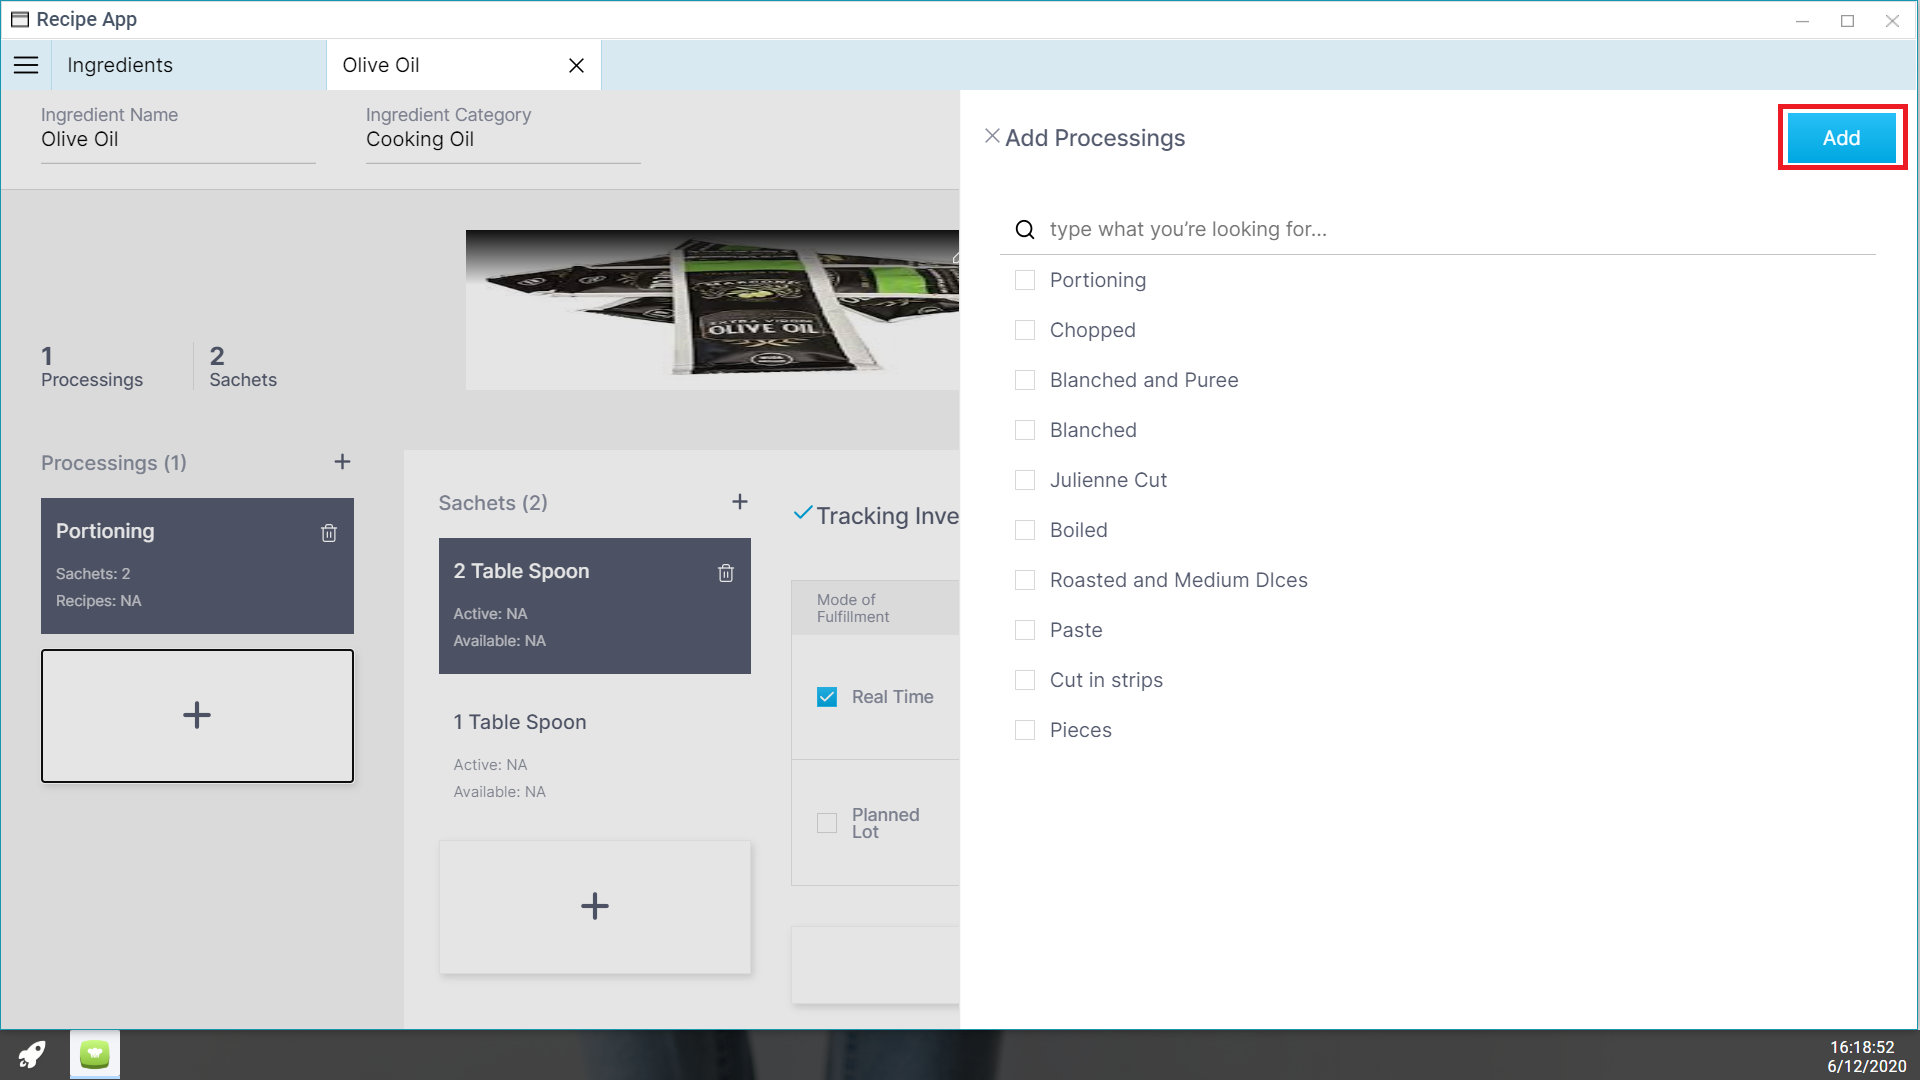 Recipe App
Ingredients
Olive Oil
Ingredient Name
Olive Oil
Ingredient Category
Cooking Oil
EXTRA VIRGIN
OLIVE OIL
1
Processings
2
Sachets
Processings (1)
Portioning
Sachets: 2
Recipes: NA
Sachets (2)
2 Table Spoon
Active: NA
Available: NA
1 Table Spoon
Active: NA
Available: NA
Tracking Inve
Mode of
Fulfillment
Real Time
Planned
Lot
Add Processings
Add
type what you’re looking for...
Portioning
Chopped
Blanched and Puree
Blanched
Julienne Cut
Boiled
Roasted and Medium DIces
Paste
Cut in strips
Pieces
16:18:52
6/12/2020